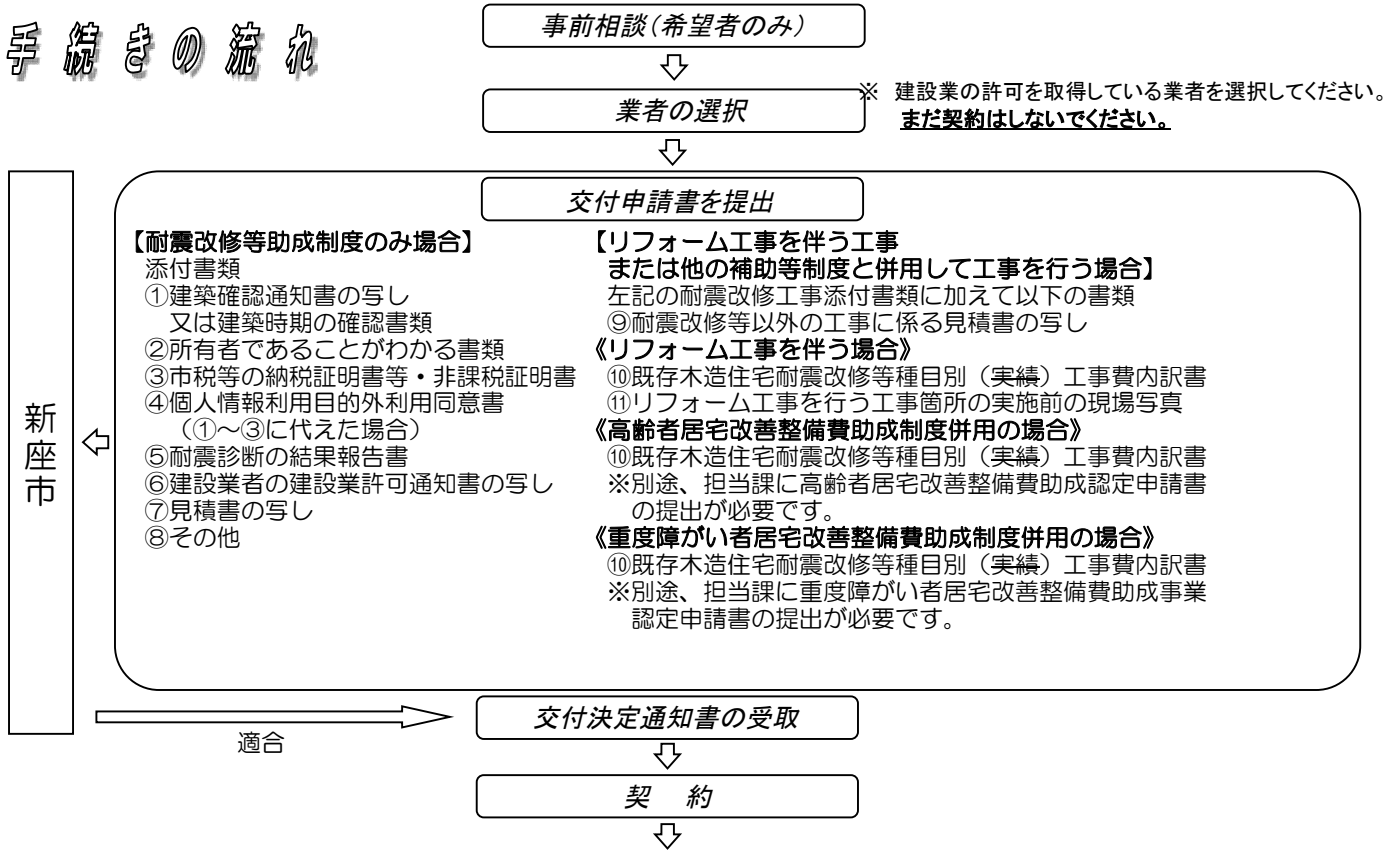 手続きの流れ
事前相談（希望者のみ）
業者の選択
※ 建設業の許可を取得している業者を選択してください。
まだ契約はしないでください。
交付申請書を提出
【耐震改修等助成制度のみ場合】
添付書類
①建築確認通知書の写し
又は建築時期の確認書類
②所有者であることがわかる書類
③市税等の納税証明書等・非課税証明書
④個人情報利用目的外利用同意書
（①～③に代えた場合）
⑤耐震診断の結果報告書
⑥建設業者の建設業許可通知書の写し
⑦見積書の写し
⑧その他
【リフォーム工事を伴う工事
または他の補助等制度と併用して工事を行う場合】
左記の耐震改修工事添付書類に加えて以下の書類
⑨耐震改修等以外の工事に係る見積書の写し
《リフォーム工事を伴う場合》
⑩既存木造住宅耐震改修等種目別（実績）工事費内訳書
⑪リフォーム工事を行う工事箇所の実施前の現場写真
《高齢者居宅改善整備費助成制度併用の場合》
⑩既存木造住宅耐震改修等種目別（実績）工事費内訳書
※別途、担当課に高齢者居宅改善整備費助成認定申請書
の提出が必要です。
《重度障がい者居宅改善整備費助成制度併用の場合》
⑩既存木造住宅耐震改修等種目別（実績）工事費内訳書
※別途、担当課に重度障がい者居宅改善整備費助成事業
認定申請書の提出が必要です。
新座市
適合
交付決定通知書の受取
契　約